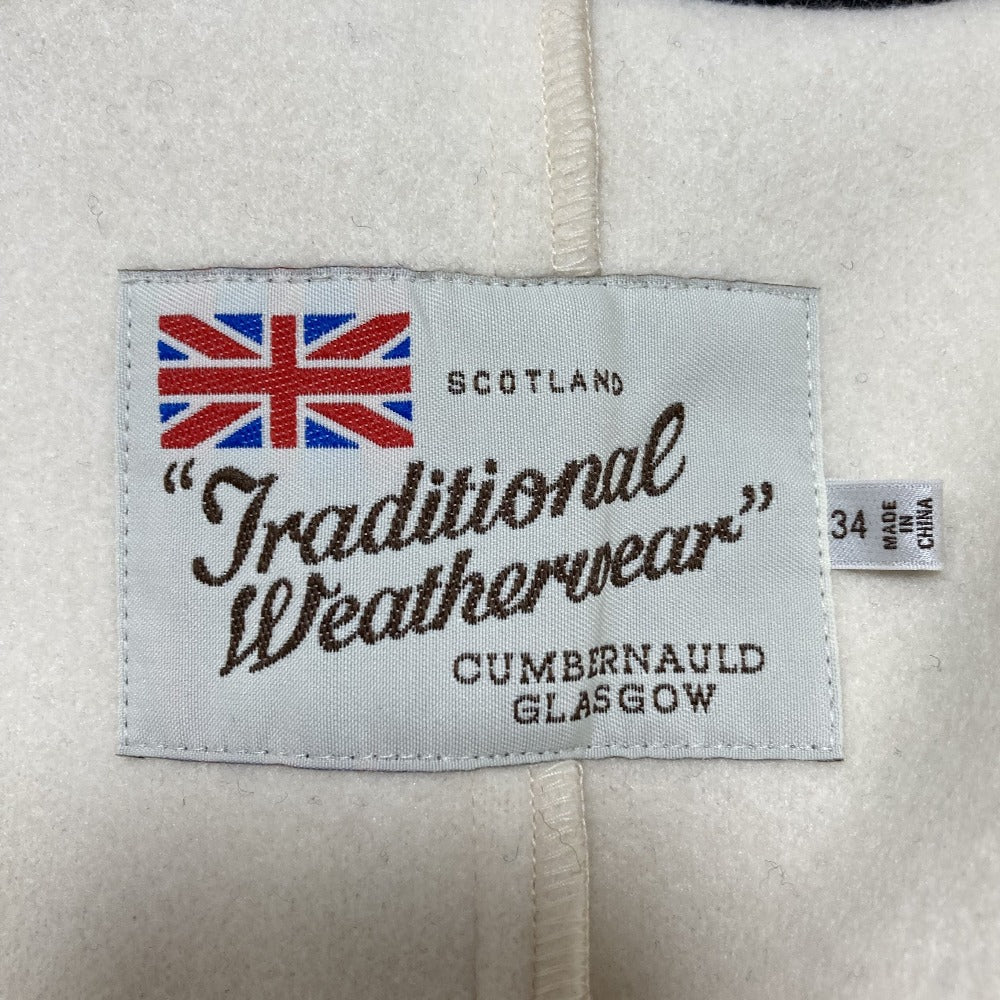 SCOTLAND
“Traditional
Weatherwear”
CUMBERNAULD
GLASGOW
34
MADE
IN
CHINA